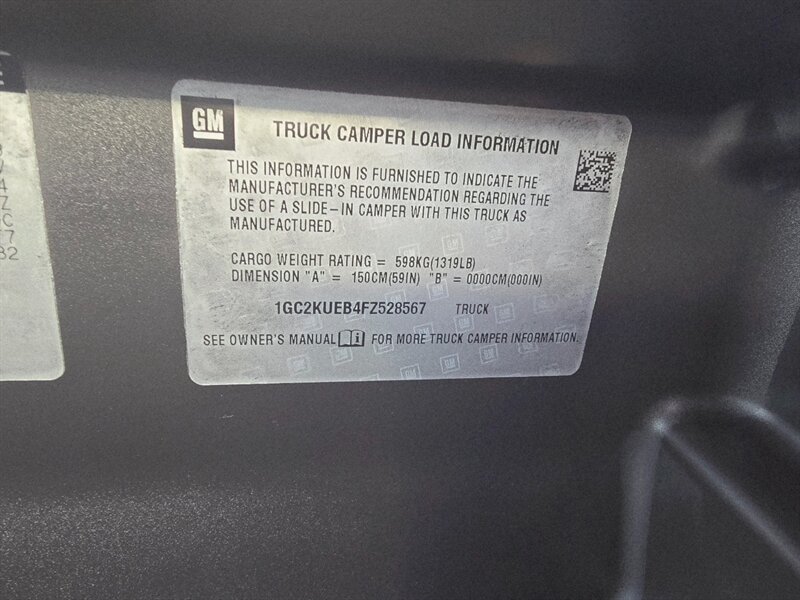 GM
TRUCK CAMPER LOAD INFORMATION
THIS INFORMATION IS FURNISHED TO INDICATE THE
MANUFACTURER'S RECOMMENDATION REGARDING THE
USE OF A SLIDE-IN CAMPER WITH THIS TRUCK AS
MANUFACTURED.
CARGO WEIGHT RATING = 598KG(1319LB)
DIMENSION "A" = 150CM(59IN) "B" = 0000CM(000IN)
1GC2KUEB4FZ528567 TRUCK
SEE OWNER'S MANUAL FOR MORE TRUCK CAMPER INFORMATION.